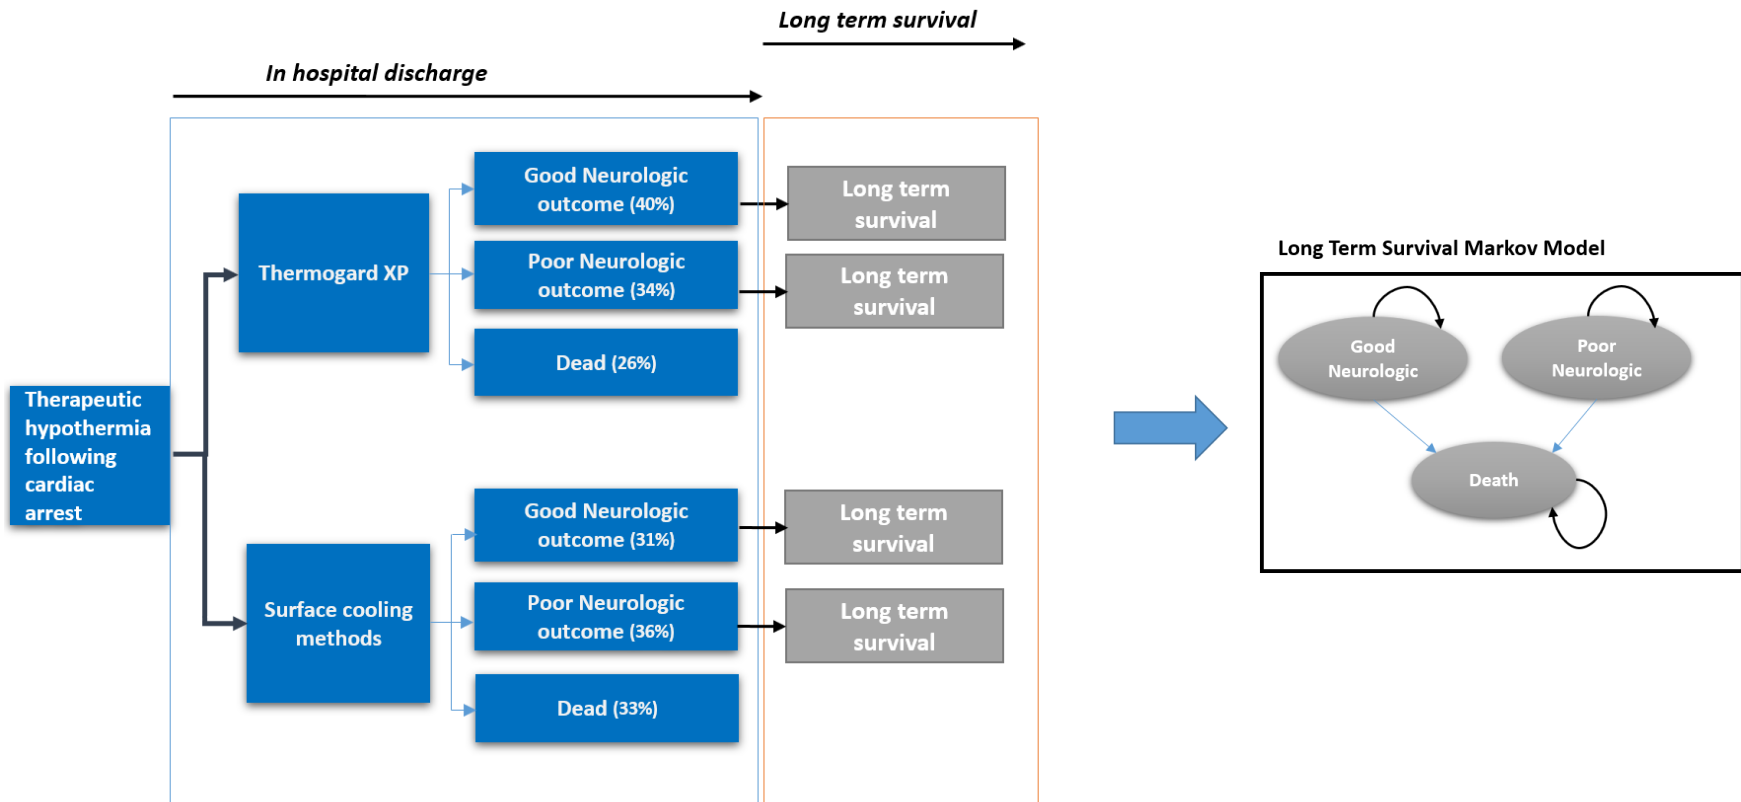 Long term survival
In hospital discharge
Good Neurologic
outcome (40%)
Long term
survival
Thermogard XP
Poor Neurologic
outcome (34%)
Long term
survival
Dead (26%)
Therapeutic
hypothermia
following
cardiac
arrest
Good Neurologic
outcome (31%)
Long term
survival
Surface cooling
methods
Poor Neurologic
outcome (36%)
Long term
survival
Dead (33%)
Long Term Survival Markov Model
Good
Neurologic
Poor
Neurologic
Death